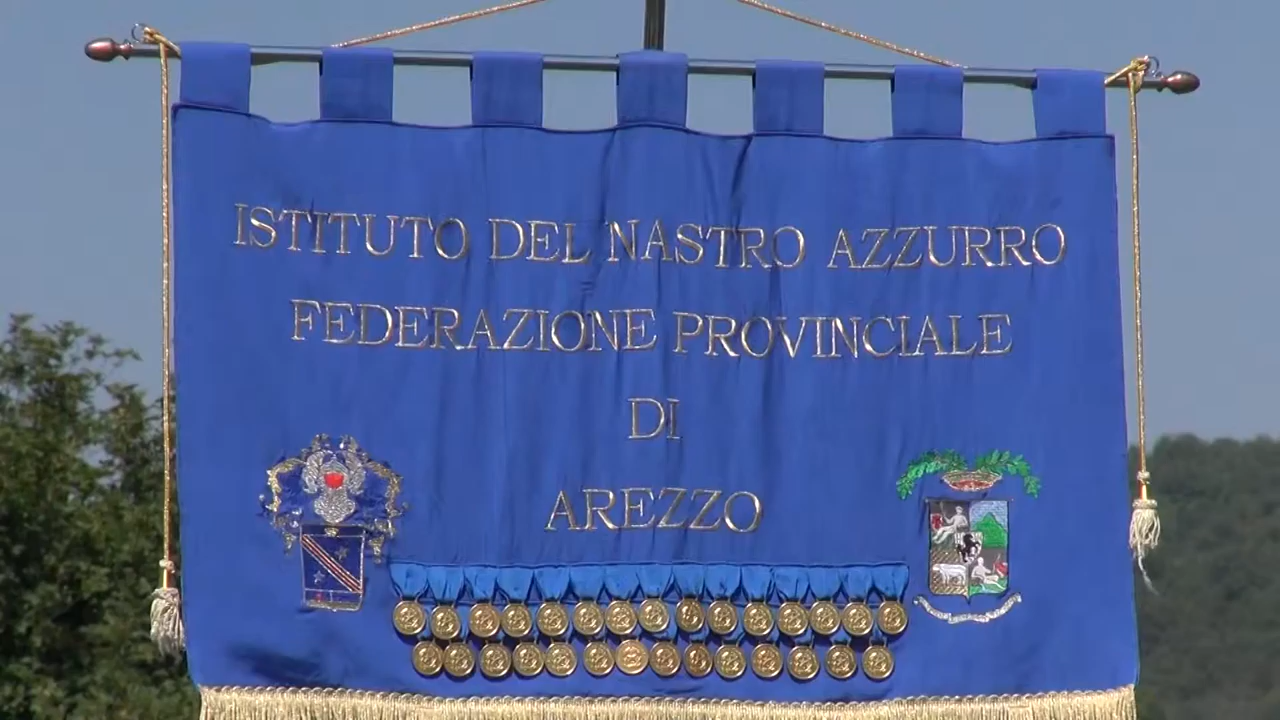 ISTITUTO DEL NASTRO AZZURRO
FEDERAZIONE PROVINCIALE
DI
AREZZO